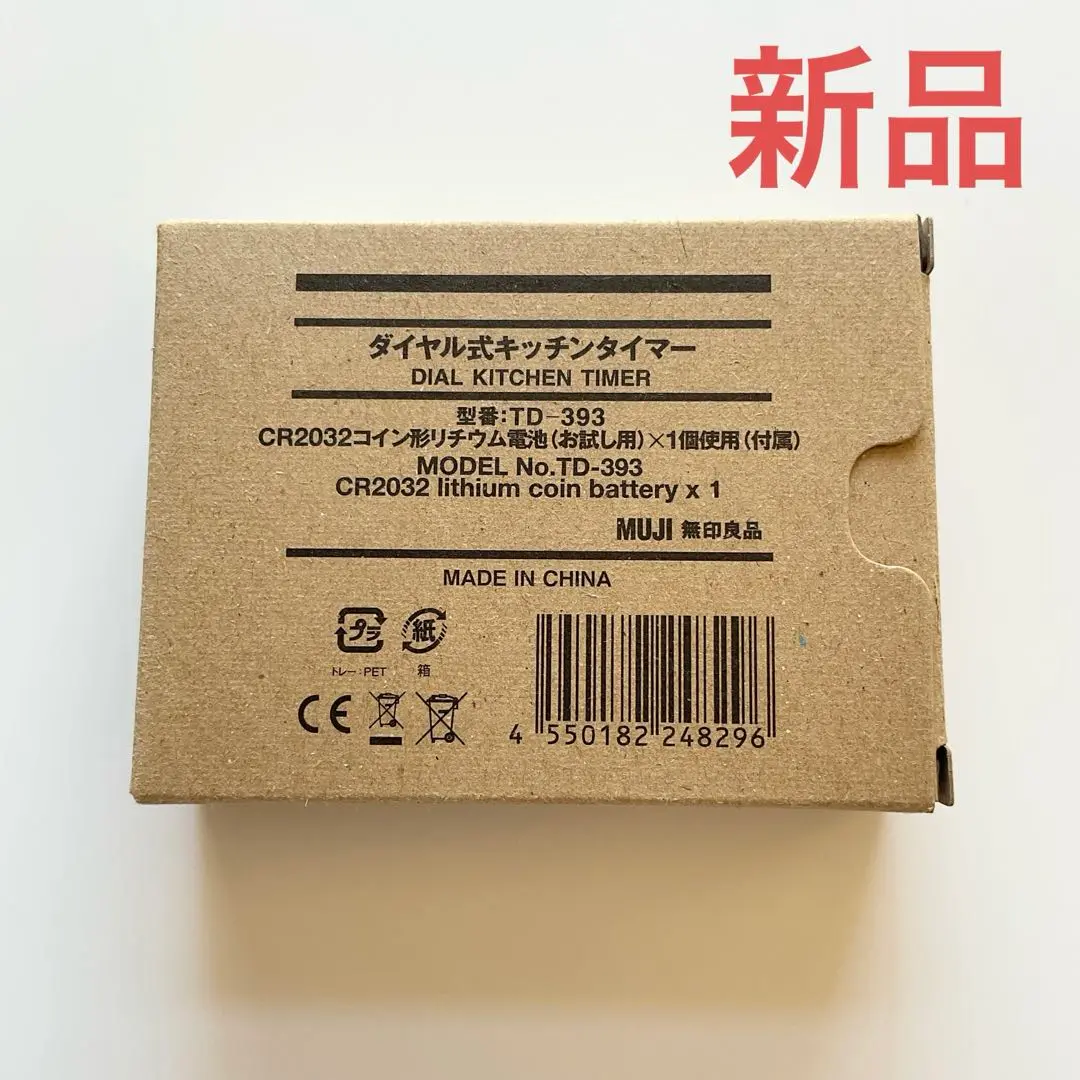 新品
ダイヤル式キッチンタイマー
DIAL KITCHEN TIMER
型番:TD-393
CR2032コイン形リチウム電池(お試し用)×1個使用(付属)
MODEL No.TD-393
CR2032 lithium coin battery x 1
MUJI 無印良品
MADE IN CHINA
プラ 紙
トレー:PET 箱
CE
4 550182 248296